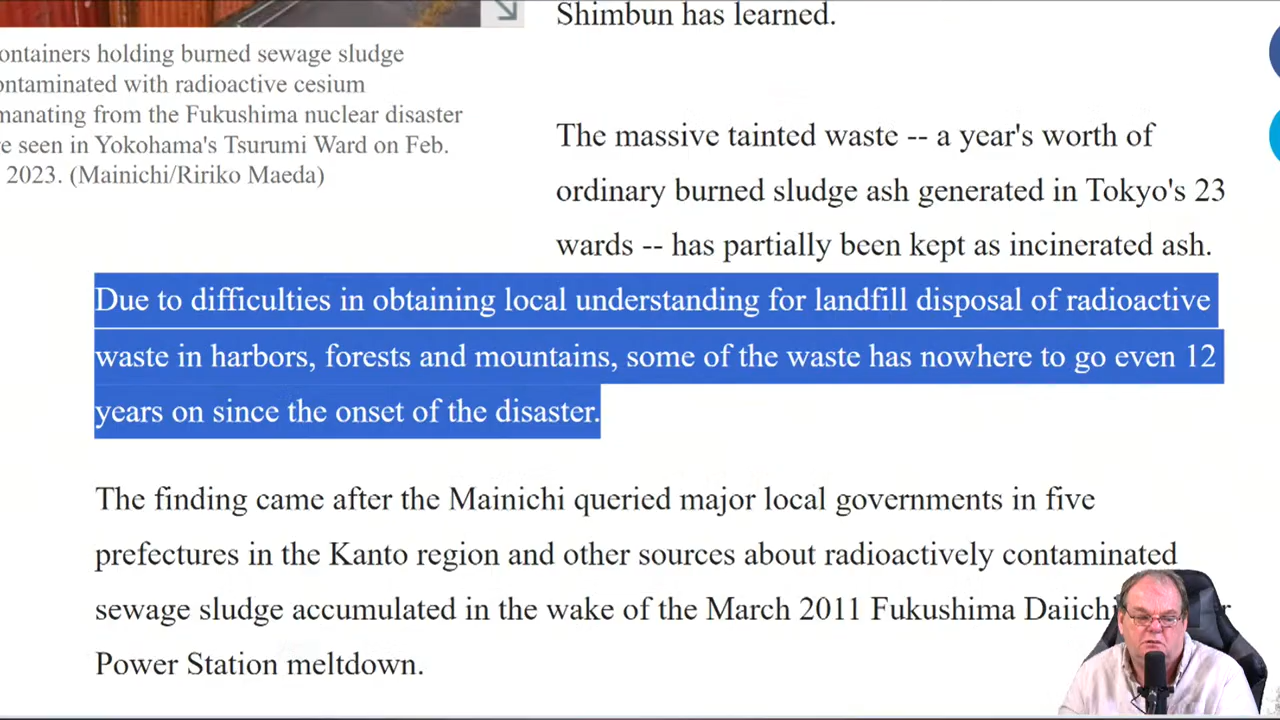 Shimbun has learned.
ontainers holding burned sewage sludge
ontaminated with radioactive cesium
manating from the Fukushima nuclear disaster
e seen in Yokohama's Tsurumi Ward on Feb.
2023. (Mainichi/Ririko Maeda)
The massive tainted waste -- a year's worth of
ordinary burned sludge ash generated in Tokyo's 23
wards -- has partially been kept as incinerated ash.
Due to difficulties in obtaining local understanding for landfill disposal of radioactive
waste in harbors, forests and mountains, some of the waste has nowhere to go even 12
years on since the onset of the disaster.
The finding came after the Mainichi queried major local governments in five
prefectures in the Kanto region and other sources about radioactively contaminated
sewage sludge accumulated in the wake of the March 2011 Fukushima Daiichi
Power Station meltdown.